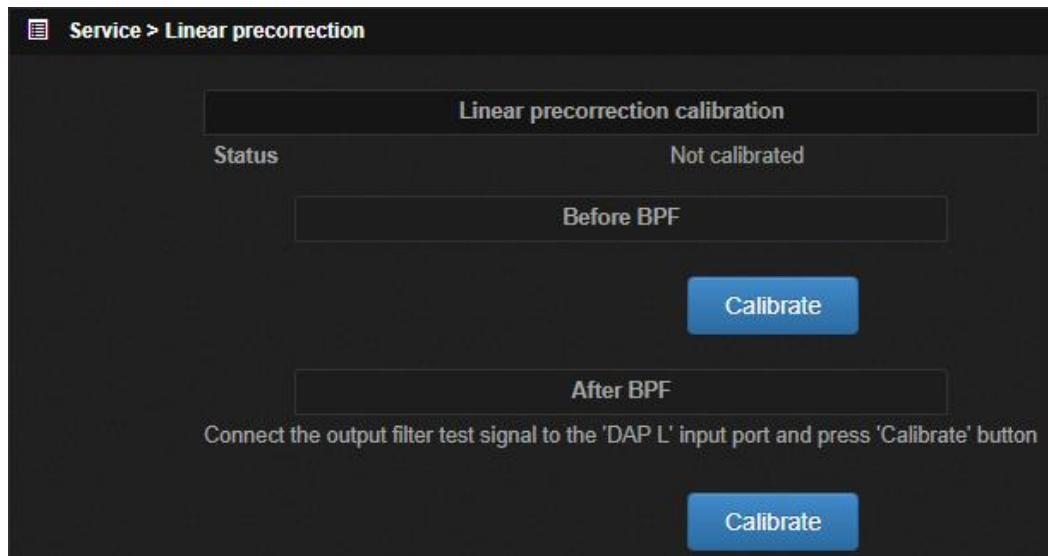 Service > Linear precorrection
Linear precorrection calibration
Status Not calibrated
Before BPF
Calibrate
After BPF
Connect the output filter test signal to the 'DAP L' input port and press 'Calibrate' button
Calibrate